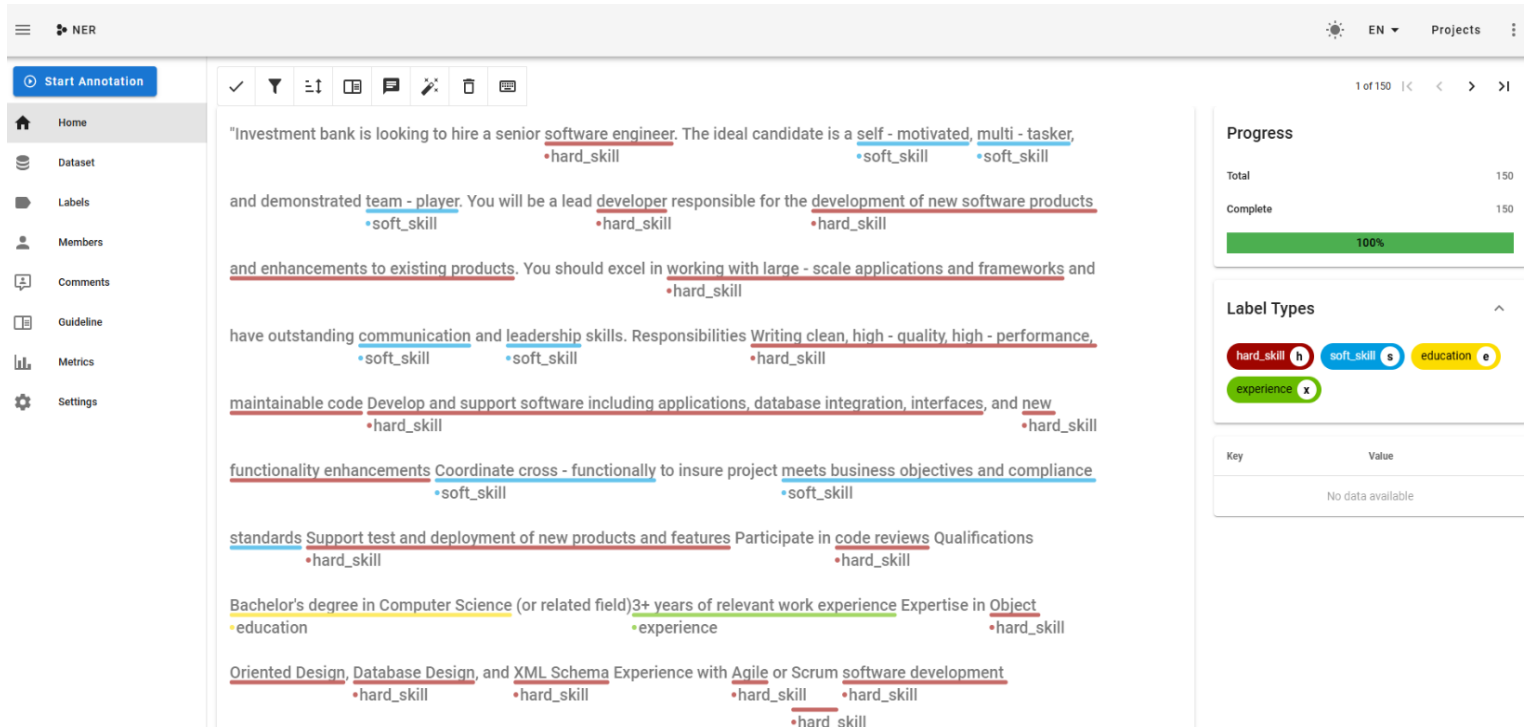 NER
EN
Projects
Start Annotation
1 of 150
Home
Dataset
Labels
Members
Comments
Guideline
Metrics
Settings
"Investment bank is looking to hire a senior software engineer. The ideal candidate is a self - motivated, multi - tasker,
•hard_skill •soft_skill •soft_skill
and demonstrated team - player. You will be a lead developer responsible for the development of new software products
•soft_skill •hard_skill •hard_skill
and enhancements to existing products. You should excel in working with large - scale applications and frameworks and
•hard_skill
have outstanding communication and leadership skills. Responsibilities Writing clean, high - quality, high - performance,
•soft_skill •soft_skill •hard_skill
maintainable code Develop and support software including applications, database integration, interfaces, and new
•hard_skill •hard_skill
functionality enhancements Coordinate cross - functionally to insure project meets business objectives and compliance
•soft_skill •soft_skill
standards Support test and deployment of new products and features Participate in code reviews Qualifications
•hard_skill •hard_skill
Bachelor's degree in Computer Science (or related field)3+ years of relevant work experience Expertise in Object
•education •experience •hard_skill
Oriented Design, Database Design, and XML Schema Experience with Agile or Scrum software development
•hard_skill •hard_skill •hard_skill •hard_skill
•hard_skill
Progress
Total 150
Complete 150
100%
Label Types
hard_skill h soft_skill s education e
experience x
Key Value
No data available